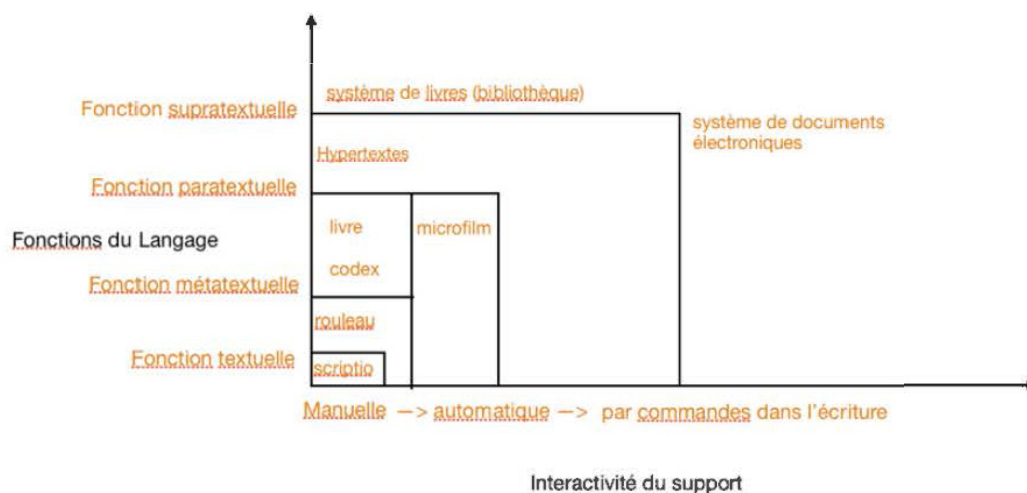 système de livres (bibliothèque)
Fonction supratextuelle
système de documents
électroniques
Hypertextes
Fonction paratextuelle
livre
microfilm
Fonctions du Langage
codex
Fonction métatextuelle
rouleau
Fonction textuelle
scriptio
Manuelle —> automatique —> par commandes dans l'écriture
Interactivité du support